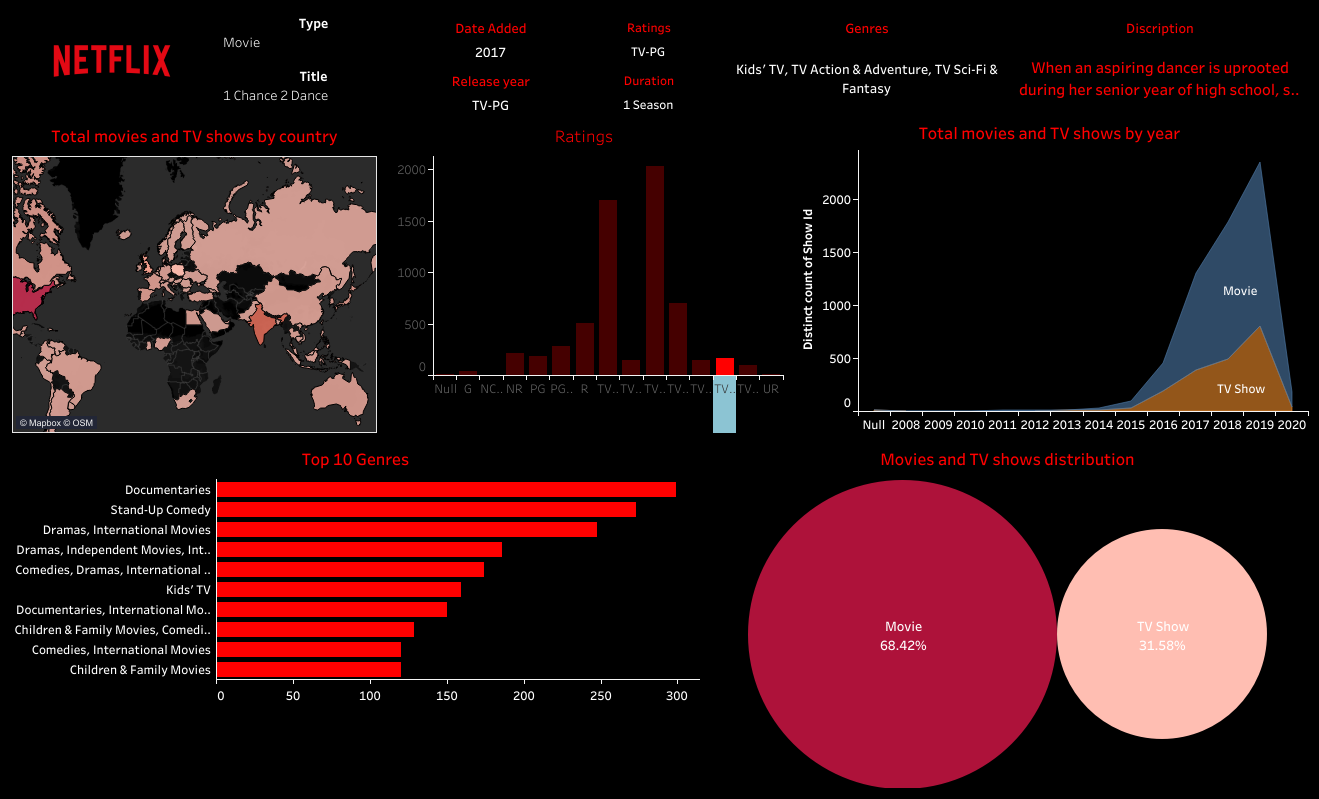 NETFLIX
Type
Movie
Title
1 Chance 2 Dance
Date Added
2017
Release year
TV-PG
Ratings
TV-PG
Duration
1 Season
Genres
Kids' TV, TV Action & Adventure, TV Sci-Fi &
Fantasy
Discription
When an aspiring dancer is uprooted
during her senior year of high school, s..
Total movies and TV shows by country
© Mapbox © OSM
Ratings
2000
1500
1000
500
0
Null G NC.. NR PG PG.. R TV.. TV.. TV.. TV.. TV.. TV.. TV.. UR
Total movies and TV shows by year
Distinct count of Show Id
2000
1500
1000
500
0
Movie
TV Show
Null 2008 2009 2010 2011 2012 2013 2014 2015 2016 2017 2018 2019 2020
Top 10 Genres
Documentaries
Stand-Up Comedy
Dramas, International Movies
Dramas, Independent Movies, Int..
Comedies, Dramas, International ..
Kids' TV
Documentaries, International Mo..
Children & Family Movies, Comedi..
Comedies, International Movies
Children & Family Movies
0 50 100 150 200 250 300
Movies and TV shows distribution
Movie
68.42%
TV Show
31.58%